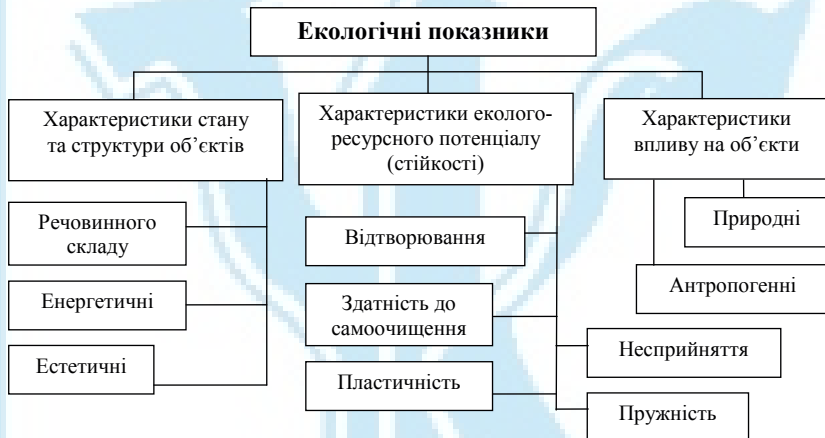 Екологічні показники
Характеристики стану
та структури об’єктів
Характеристики еколого-
ресурсного потенціалу
(стійкості)
Характеристики
впливу на об’єкти
Речовинного
складу
Енергетичні
Естетичні
Відтворювання
Здатність до
самоочищення
Пластичність
Несприйняття
Пружність
Природні
Антропогенні